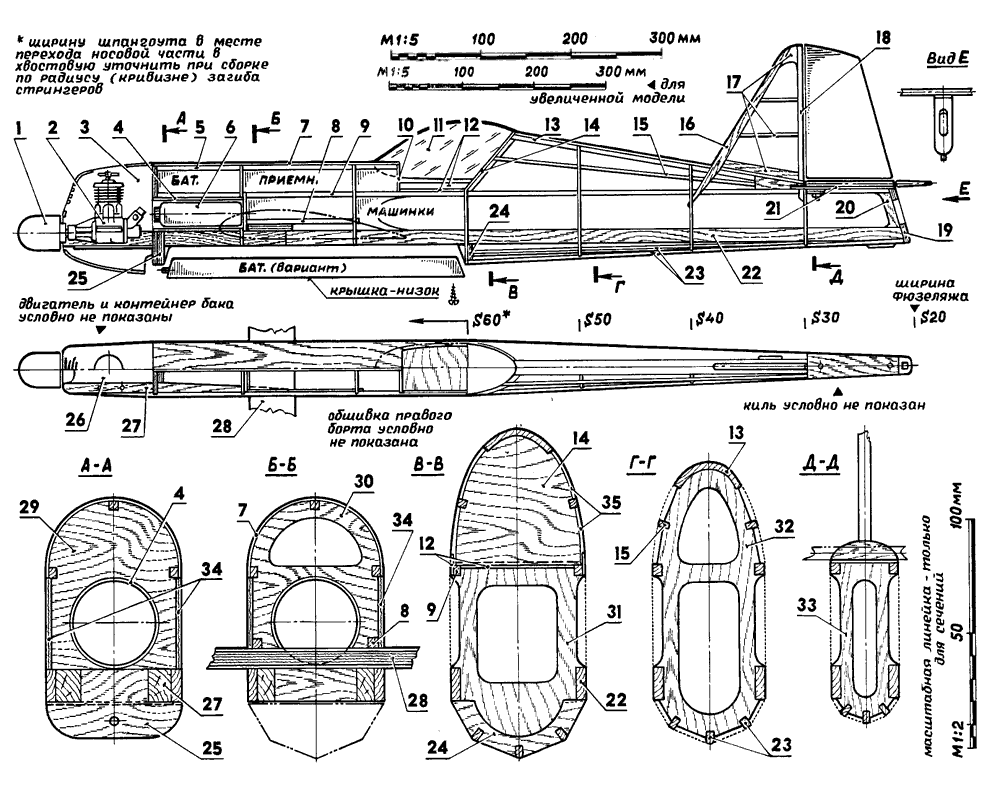 * ширину шпангоута в месте
перехода носовой части в
хвостовую уточнить при сборке
по радиусу (кривизне) загиба
стрингеров
М1:5 100 200 300 мм
М1:5 100 200 300 мм
◄ для
увеличенной модели
Вид Е
1 2 3 4 5 6 7 8 9 10 11 12 13 14 15 16 17 18
А Б
БАТ. ПРИЕМН. МАШИНКИ
Е
24 21 20 19
25 БАТ. (вариант) 23 22
крышка-низок
В Г Д
двигатель и контейнер бака
условно не показаны
S60* S50 S40 S30 S20
ширина
фюзеляжа
26 27 28
обшивка правого
борта условно
не показана
киль условно не показан
А-А Б-Б В-В Г-Г Д-Д
29 4 34 27 25
7 30 34 8 28
14 35 12 9 31 22 24
13 15 32 23
33
масштабная линейка - только
для сечений
М1:2 50 100 мм